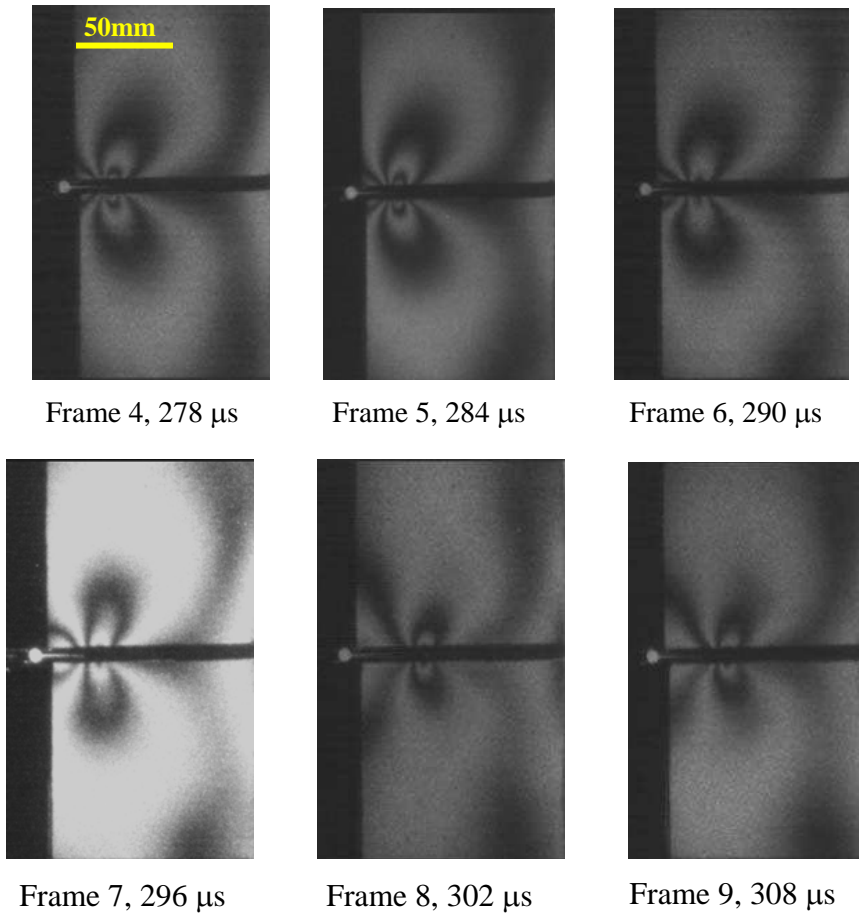 50mm
Frame 4, 278 μs
Frame 5, 284 μs
Frame 6, 290 μs
Frame 7, 296 μs
Frame 8, 302 μs
Frame 9, 308 μs